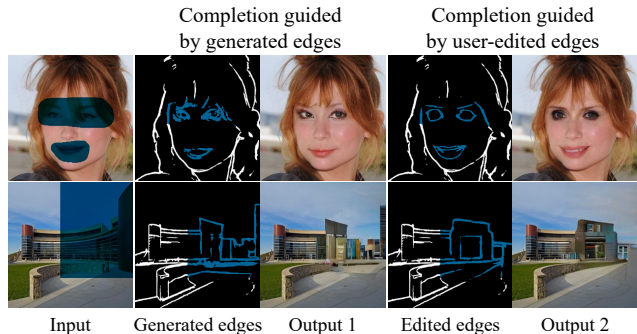 Completion guided
by generated edges
Completion guided
by user-edited edges
Input
Generated edges
Output 1
Edited edges
Output 2